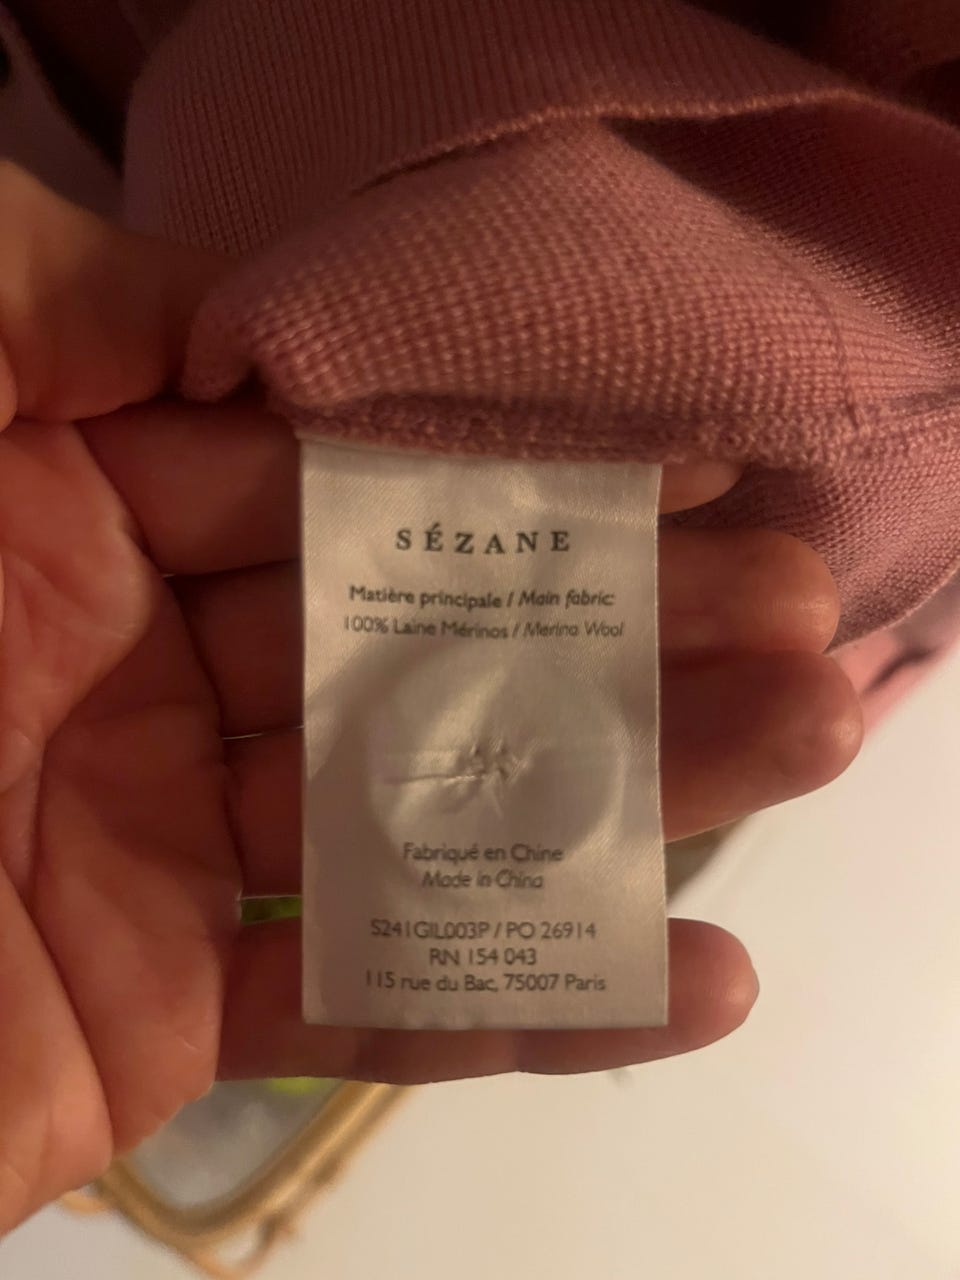 SÉZANE
Matière principale / Main fabric:
100% Laine Mérinos / Merino Wool
Fabriqué en Chine
Made in China
S241GIL003P / PO 26914
RN 154 043
115 rue du Bac, 75007 Paris